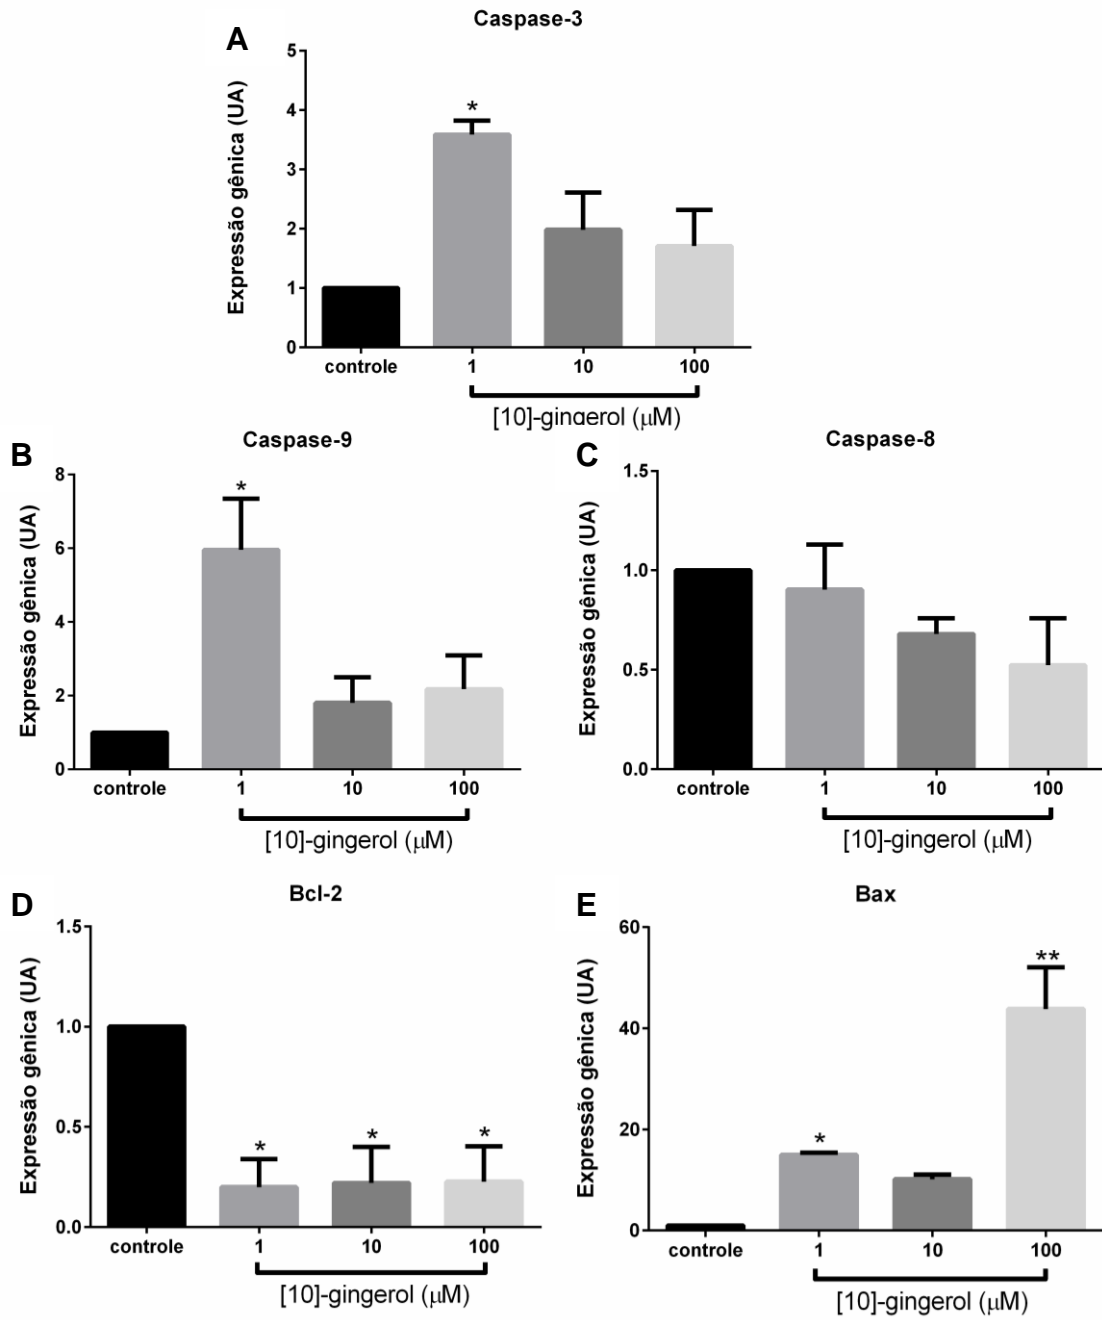 A
Caspase-3
Expressão gênica (UA)
5
4
3
2
1
0
*
controle 1 10 100
[10]-gingerol (μM)
B
Caspase-9
Expressão gênica (UA)
8
6
4
2
0
*
controle 1 10 100
[10]-gingerol (μM)
C
Caspase-8
Expressão gênica (UA)
1.5
1.0
0.5
0.0
controle 1 10 100
[10]-gingerol (μM)
D
Bcl-2
Expressão gênica (UA)
1.5
1.0
0.5
0.0
* * *
controle 1 10 100
[10]-gingerol (μM)
E
Bax
Expressão gênica (UA)
60
40
20
0
* **
controle 1 10 100
[10]-gingerol (μM)